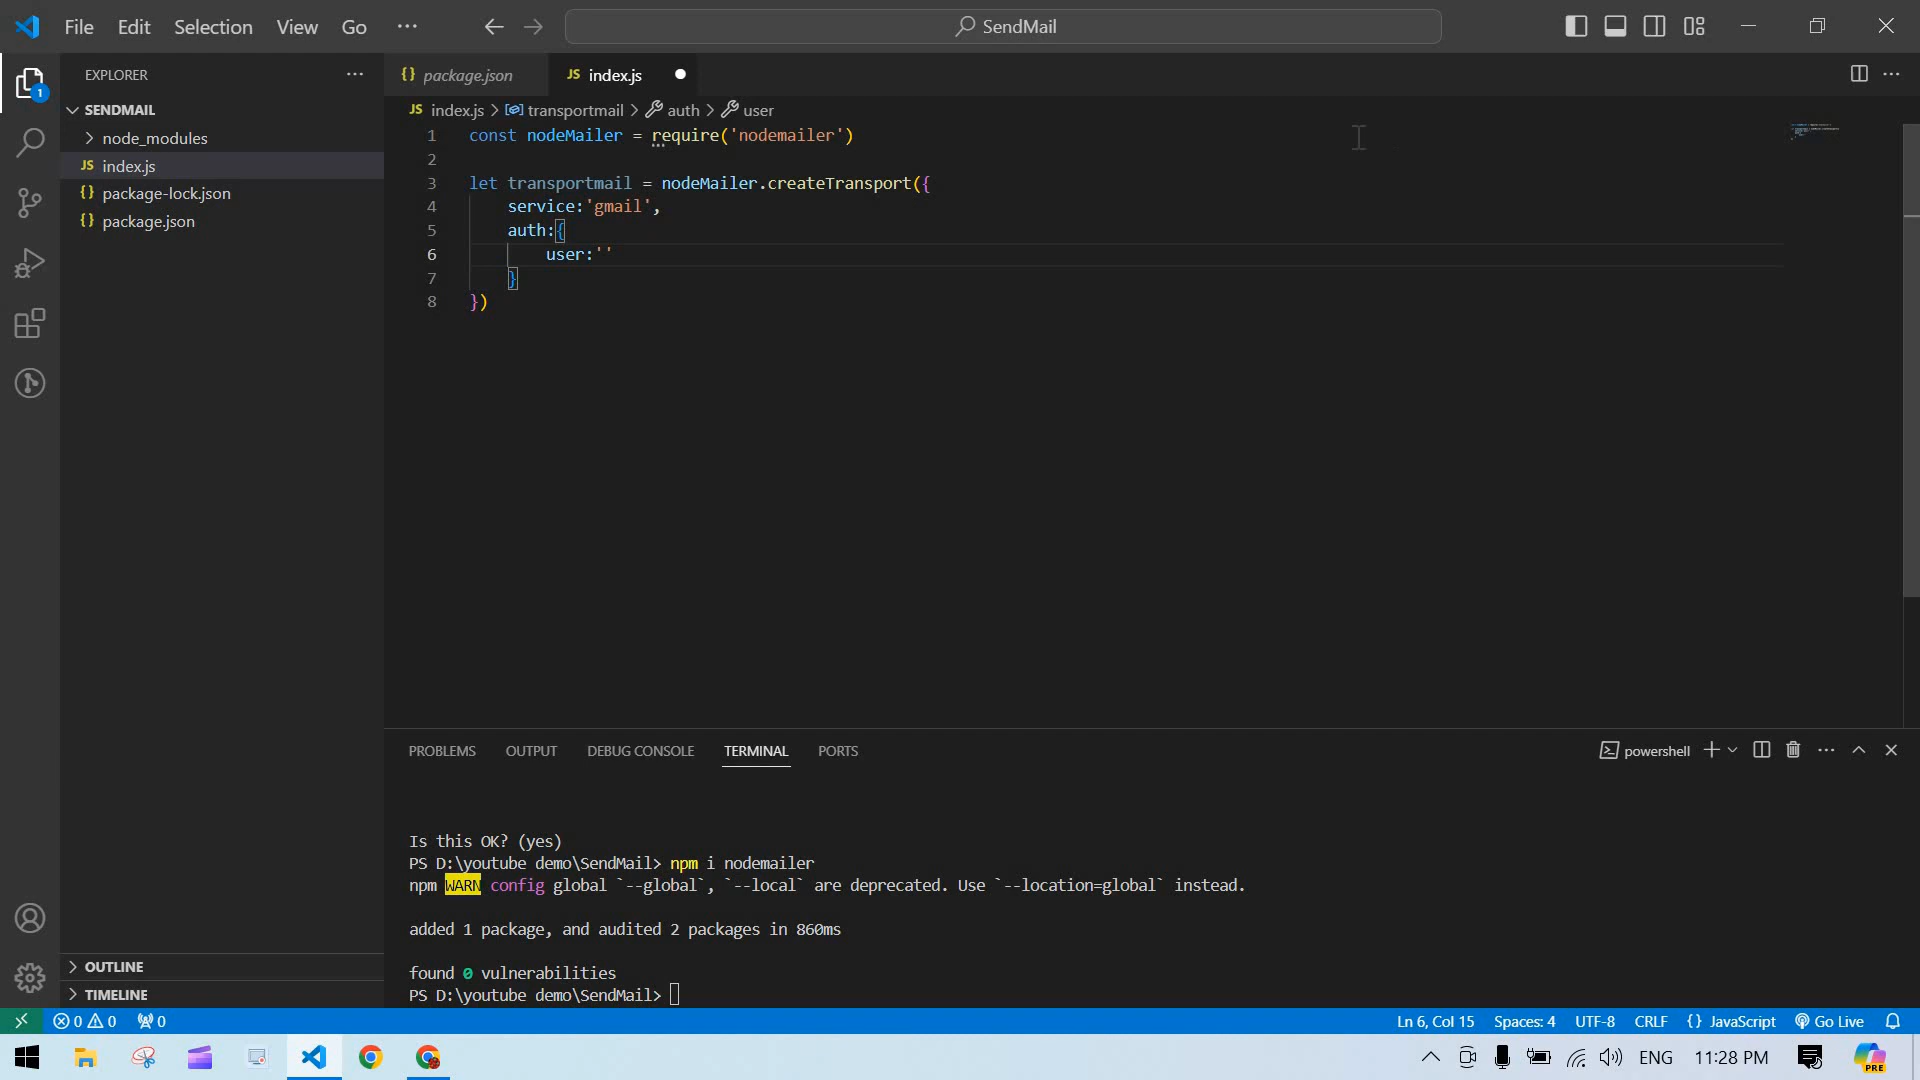 File Edit Selection View Go ... SendMail
EXPLORER ...
SENDMAIL
node_modules
JS index.js
{} package-lock.json
{} package.json
OUTLINE
TIMELINE
1
{} package.json JS index.js
JS index.js > transportmail > auth > user
1 const nodeMailer = require('nodemailer')
2
3 let transportmail = nodeMailer.createTransport({
4 service:'gmail',
5 auth:{
6 user:''
7 }
8 })
PROBLEMS OUTPUT DEBUG CONSOLE TERMINAL PORTS powershell
Is this OK? (yes)
PS D:\youtube demo\SendMail> npm i nodemailer
npm WARN config global `--global`, `--local` are deprecated. Use `--location=global` instead.
added 1 package, and audited 2 packages in 860ms
found 0 vulnerabilities
PS D:\youtube demo\SendMail>
0 0 0 Ln 6, Col 15 Spaces: 4 UTF-8 CRLF {} JavaScript Go Live
ENG 11:28 PM PRE